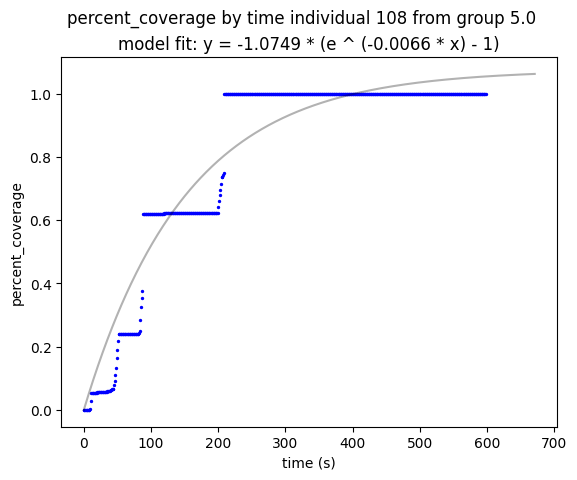 percent_coverage by time individual 108 from group 5.0
model fit: y = -1.0749 * (e ^ (-0.0066 * x) - 1)
percent_coverage
1.0
0.8
0.6
0.4
0.2
0.0
0 100 200 300 400 500 600 700
time (s)